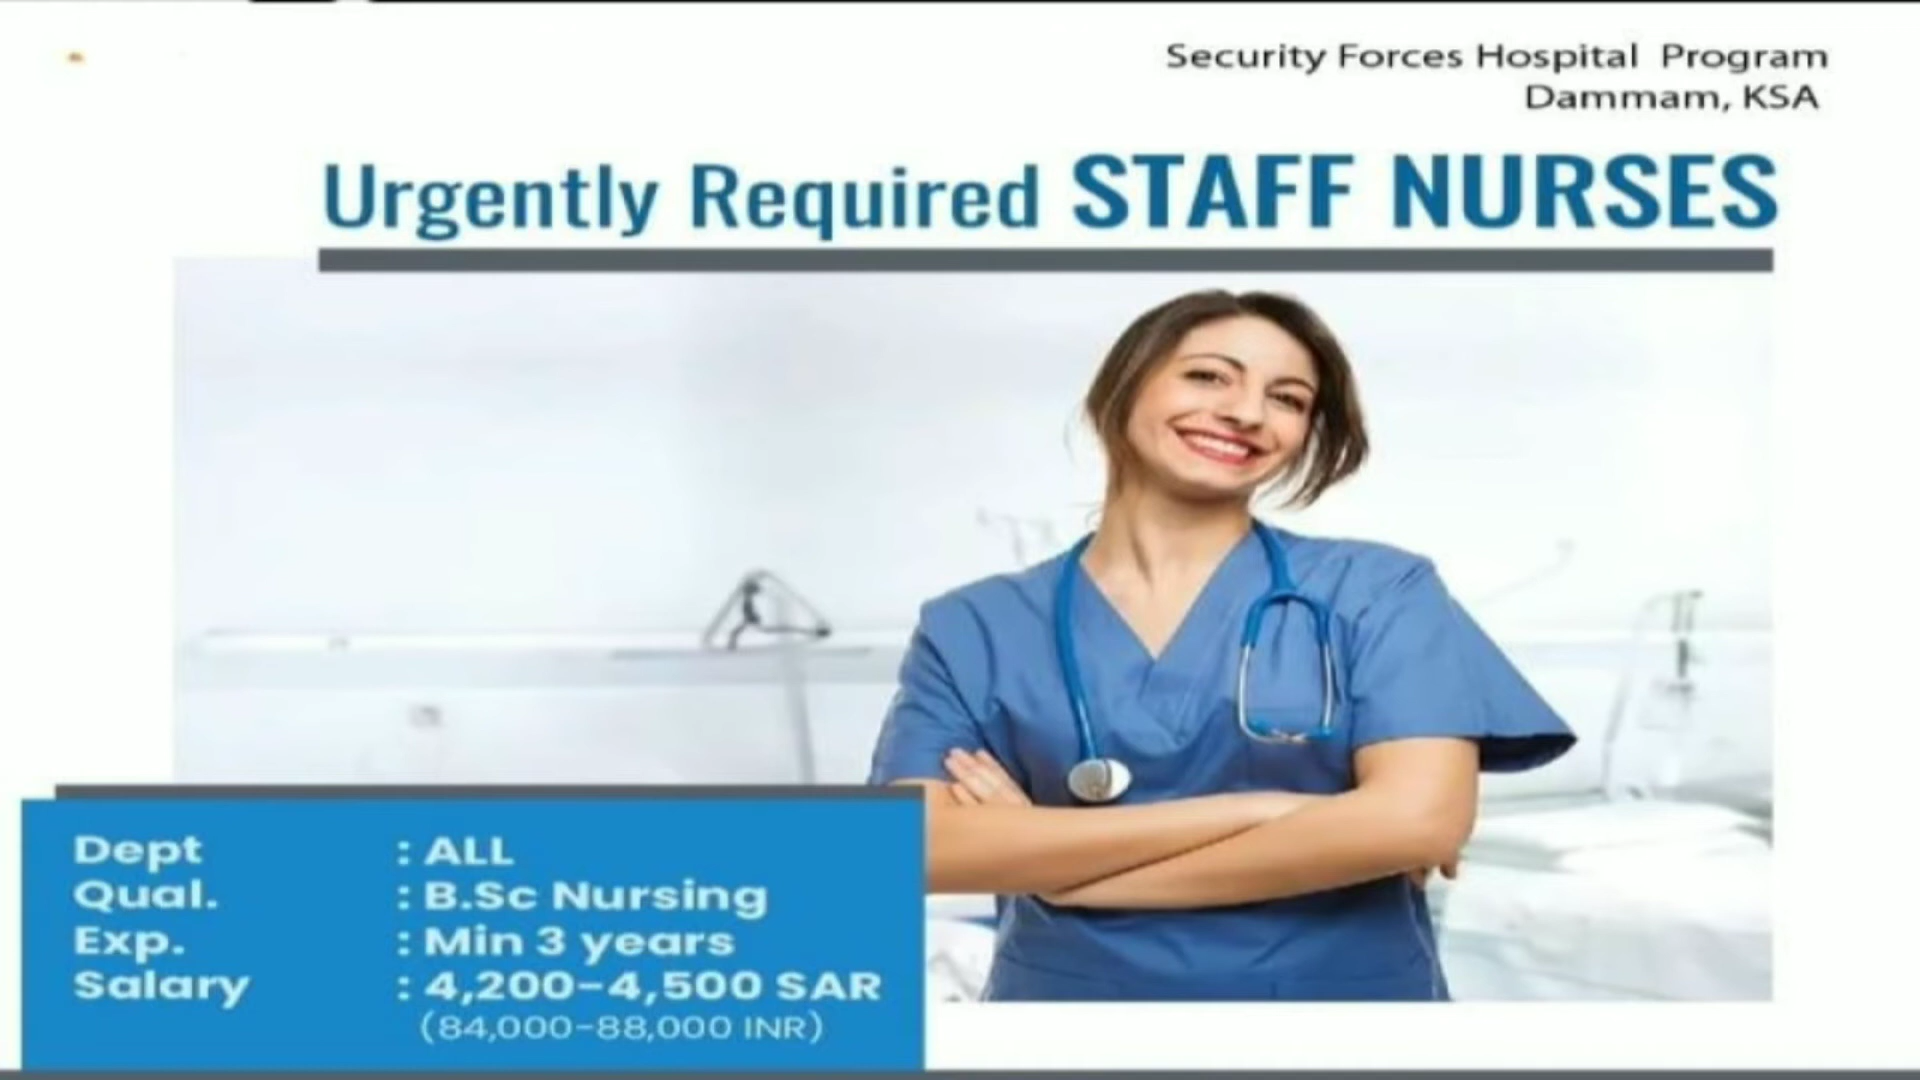 Security Forces Hospital Program
Dammam, KSA
Urgently Required STAFF NURSES
Dept : ALL
Qual. : B.Sc Nursing
Exp. : Min 3 years
Salary : 4,200-4,500 SAR
(84,000-88,000 INR)